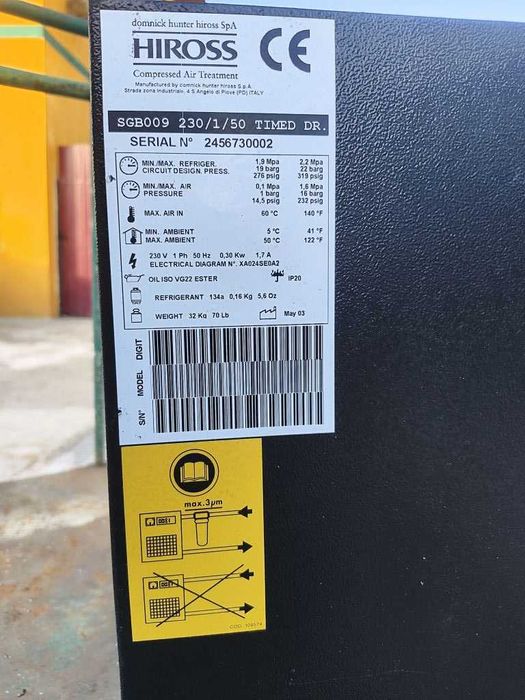 domnick hunter hiross SpA
HIROSS CE
Compressed Air Treatment
Manufactured by domnick hunter hiross S.p.A.
Strada zona industriale, 4 S Angelo di Piove (PD) ITALY
SGB009 230/1/50 TIMED DR.
SERIAL N° 2456730002
MIN./MAX. REFRIGER. 1,9 Mpa 2,2 Mpa
CIRCUIT DESIGN. PRESS. 19 barg 22 barg
276 psig 319 psig
MIN./MAX. AIR 0,1 Mpa 1,6 Mpa
PRESSURE 1 barg 16 barg
14,5 psig 232 psig
MAX. AIR IN 60 °C 140 °F
MIN. AMBIENT 5 °C 41 °F
MAX. AMBIENT 50 °C 122 °F
230 V 1 Ph 50 Hz 0,30 Kw 1,7 A
ELECTRICAL DIAGRAM N°. XA024SE0A2
OIL ISO VG22 ESTER IP20
REFRIGERANT 134a 0,16 Kg 5,6 Oz
WEIGHT 32 Kg 70 Lb May 03
S/N° MODEL DIGIT
max.3µm